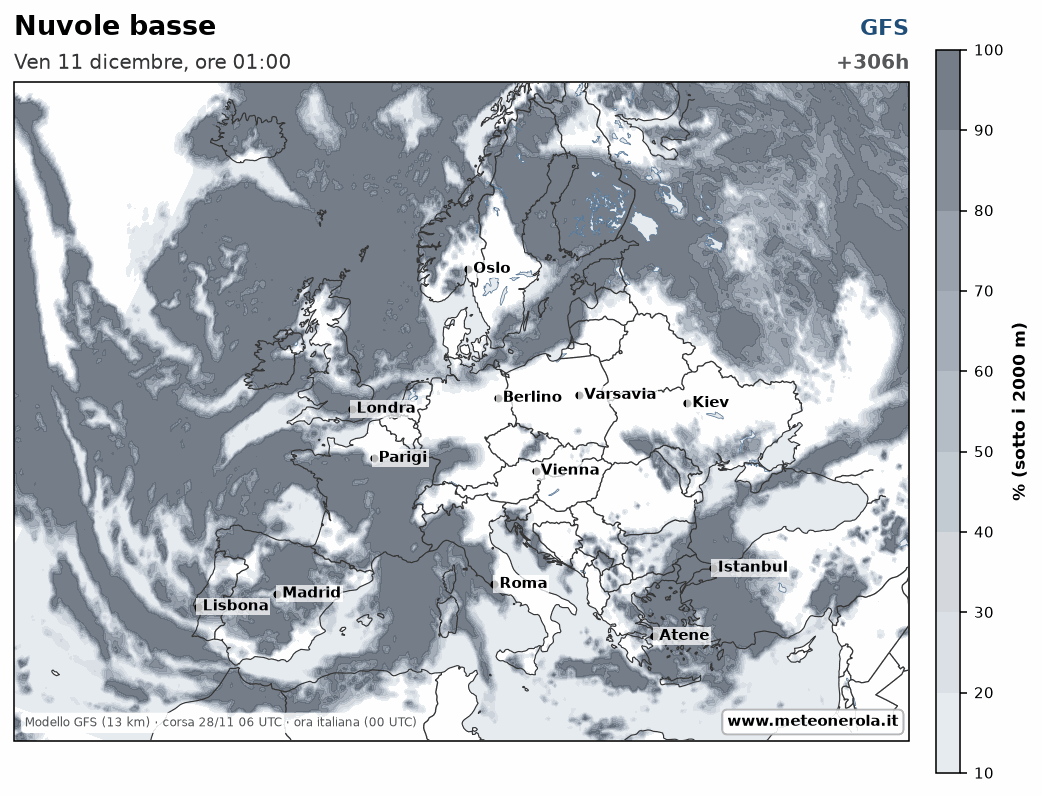 Nuvole basse
GFS
Ven 11 dicembre, ore 01:00
+306h
100
90
80
70
60
50
40
30
20
10
% (sotto i 2000 m)
Oslo
Londra
Berlino
Varsavia
Kiev
Parigi
Vienna
Istanbul
Roma
Madrid
Lisbona
Atene
Modello GFS (13 km) · corsa 28/11 06 UTC · ora italiana (00 UTC)
www.meteonerola.it